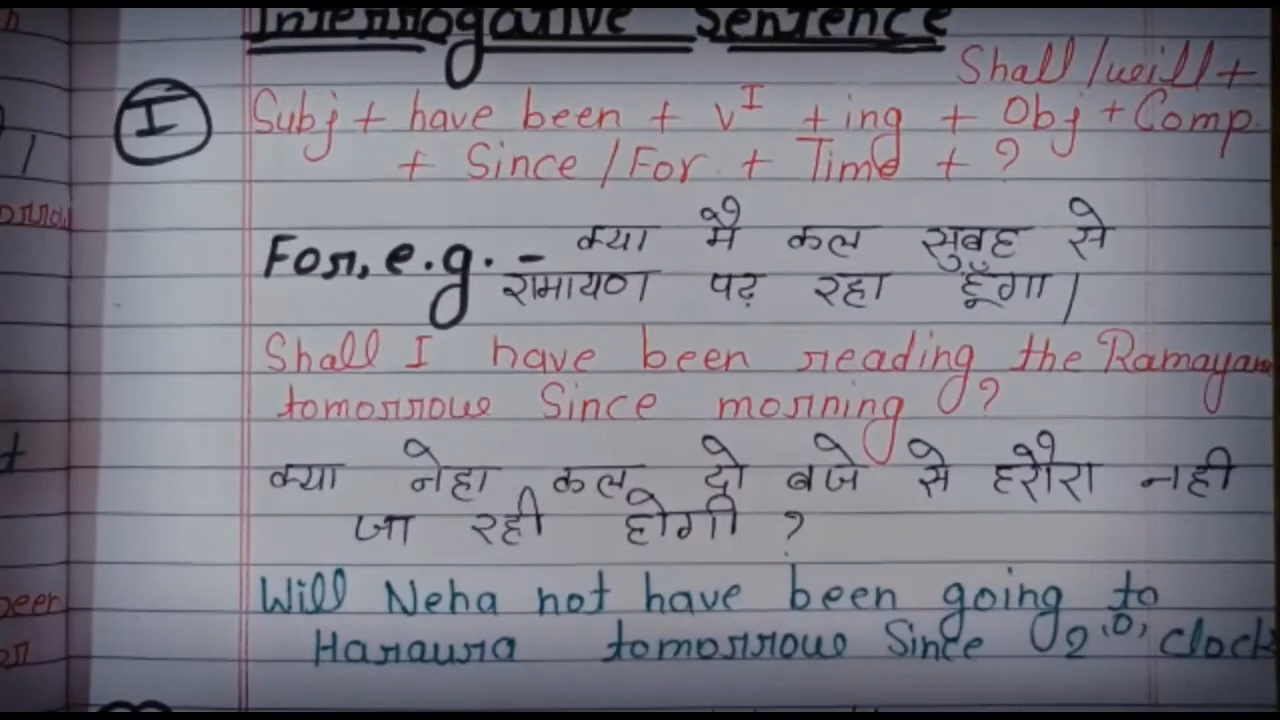 Interrogative Sentence
I
Shall/will +
Subj + have been + V^I + ing + Obj + Comp.
+ Since/For + Time + ?
For, e.g. - क्या मैं कल सुबह से
रामायण पढ़ रहा हूँगा।
Shall I have been reading the Ramayan
tomorrow Since morning ?
क्या नेहा कल दो बजे से हरौरा नही
जा रही होगी ?
Will Neha not have been going to
Haraura tomorrow Since 2 'O' clock